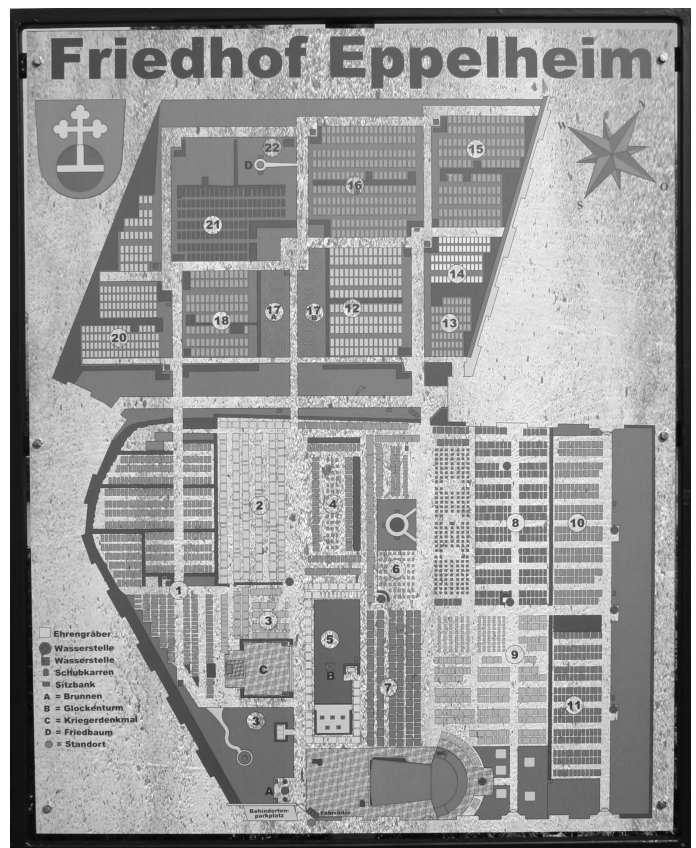 Friedhof Eppelheim
N
W
O
S
22
D
15
16
21
14
17
A
17
B
18
12
13
20
2
4
8
10
6
1
3
5
9
C
B
7
11
3
A
Ehrengräber
Wasserstelle
Wasserstelle
Schubkarren
Sitzbank
A = Brunnen
B = Glockenturm
C = Kriegerdenkmal
D = Friedbaum
= Standort
Behinderten-
parkplatz
Fahrräder